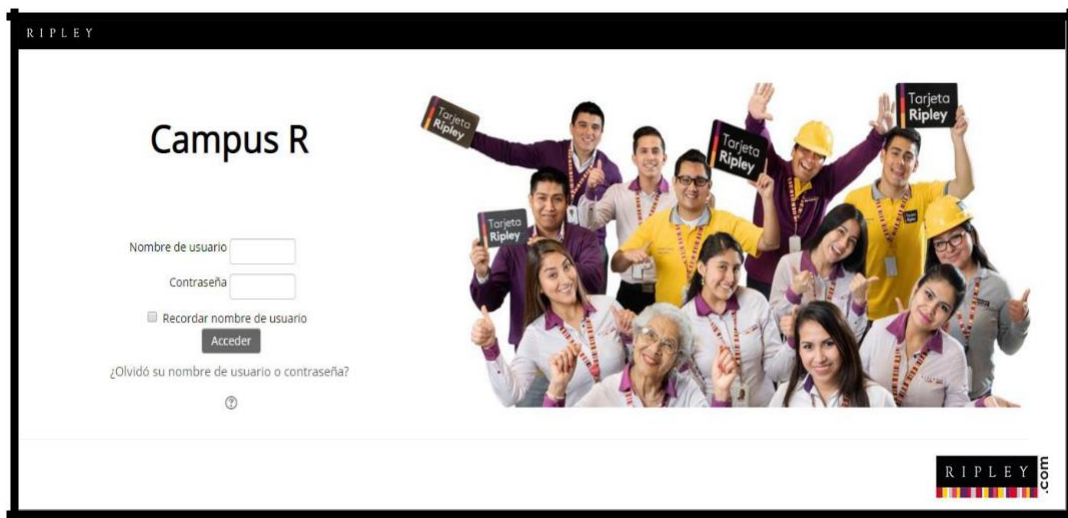 RIPLEY
Campus R
Nombre de usuario
Contraseña
Recordar nombre de usuario
Acceder
¿Olvidó su nombre de usuario o contraseña?
Tarjeta
Ripley
Tarjeta
Ripley
Tarjeta
Ripley
Tarjeta
Ripley
RIPLEY
.com